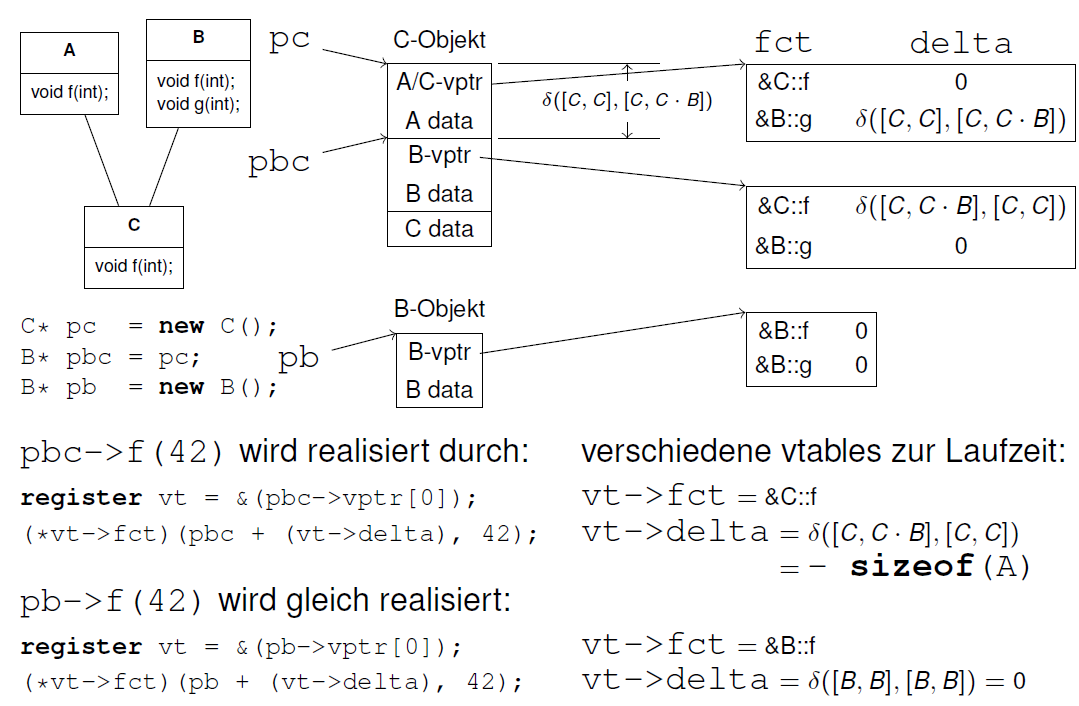 A
void f(int);
B
void f(int);
void g(int);
C
void f(int);
pc
pbc
C-Objekt
A/C-vptr
A data
B-vptr
B data
C data
δ([C, C], [C, C · B])
fct delta
&C::f 0
&B::g δ([C, C], [C, C · B])
&C::f δ([C, C · B], [C, C])
&B::g 0
C* pc = new C();
B* pbc = pc;
B* pb = new B();
pb
B-Objekt
B-vptr
B data
&B::f 0
&B::g 0
pbc->f(42) wird realisiert durch:
register vt = &(pbc->vptr[0]);
(*vt->fct)(pbc + (vt->delta), 42);
verschiedene vtables zur Laufzeit:
vt->fct = &C::f
vt->delta = δ([C, C · B], [C, C])
= - sizeof(A)
pb->f(42) wird gleich realisiert:
register vt = &(pb->vptr[0]);
(*vt->fct)(pb + (vt->delta), 42);
vt->fct = &B::f
vt->delta = δ([B, B], [B, B]) = 0